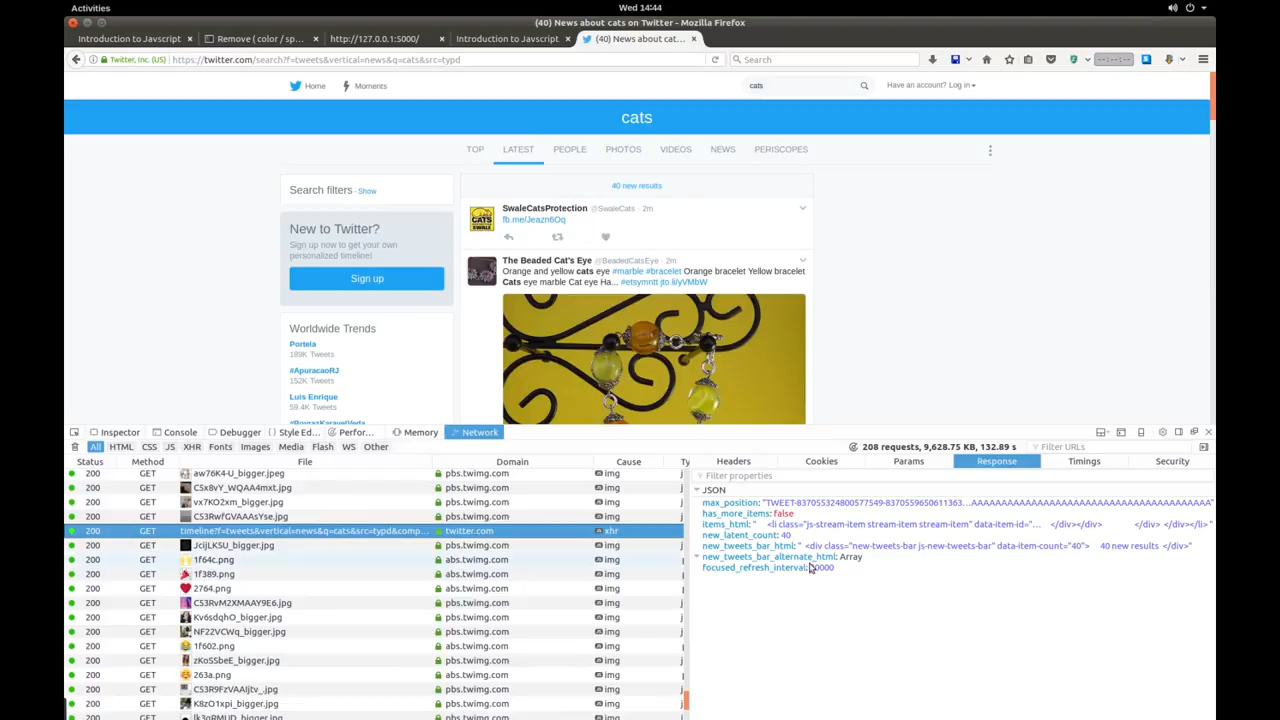 Activities
Wed 14:44
(40) News about cats on Twitter - Mozilla Firefox
Introduction to Javscript
Remove ( color / sp...
http://127.0.0.1:5000/
Introduction to Javscript
(40) News about cat...
Twitter, Inc. (US)
https://twitter.com/search?f=tweets&vertical=news&q=cats&src=typd
Search
Home
Moments
cats
Have an account? Log in
cats
TOP
LATEST
PEOPLE
PHOTOS
VIDEOS
NEWS
PERISCOPES
Search filters · Show
New to Twitter?
Sign up now to get your own
personalized timeline!
Sign up
Worldwide Trends
Portela
189K Tweets
#ApuracaoRJ
152K Tweets
Luis Enrique
59.4K Tweets
40 new results
SwaleCatsProtection @SwaleCats · 2m
fb.me/Jeazn6Oq
The Beaded Cat's Eye @BeadedCatsEye · 2m
Orange and yellow cats eye #marble #bracelet Orange bracelet Yellow bracelet
Cats eye marble Cat eye Ha... #etsymntt jto.li/yVMbW
Inspector
Console
Debugger
Style Ed...
Perfor...
Memory
Network
All HTML CSS JS XHR Fonts Images Media Flash WS Other
208 requests, 9,628.75 KB, 132.89 s
Filter URLs
Status Method File Domain Cause Ty
200 GET aw76K4-U_bigger.jpeg pbs.twimg.com img
200 GET C5x8vY_WQAA4mxt.jpg pbs.twimg.com img j
200 GET vx7KO2xm_bigger.jpg pbs.twimg.com img j
200 GET C53RwfGVAAAsYse.jpg pbs.twimg.com img j
200 GET timeline?f=tweets&vertical=news&q=cats&src=typd&comp... twitter.com xhr j
200 GET JcijLK5U_bigger.jpg pbs.twimg.com img j
200 GET 1f64c.png abs.twimg.com img
200 GET 1f389.png abs.twimg.com img
200 GET 2764.png abs.twimg.com img
200 GET C53RvM2XMAAY9E6.jpg pbs.twimg.com img j
200 GET Kv6sdqhO_bigger.jpg pbs.twimg.com img j
200 GET NF22VCWq_bigger.jpg pbs.twimg.com img j
200 GET 1f602.png abs.twimg.com img
200 GET zKoSSbeE_bigger.jpg pbs.twimg.com img j
200 GET 263a.png abs.twimg.com img
200 GET C53R9FzVAAIJtv_.jpg pbs.twimg.com img j
200 GET K8zO1xpi_bigger.jpg pbs.twimg.com img j
Headers
Cookies
Params
Response
Timings
Security
Filter properties
JSON
max_position: "TWEET-837055324800577549-8370559650611363...AAAAAAAAAAAAAAAAAAAAAAAAAAAAAAAAAAAAA"
has_more_items: false
items_html: " <li class="js-stream-item stream-item stream-item" data-item-id="... </div></div> </div> </li> "
new_latent_count: 40
new_tweets_bar_html: " <div class="new-tweets-bar js-new-tweets-bar" data-item-count="40"> 40 new results </div>"
new_tweets_bar_alternate_html: Array
focused_refresh_interval: